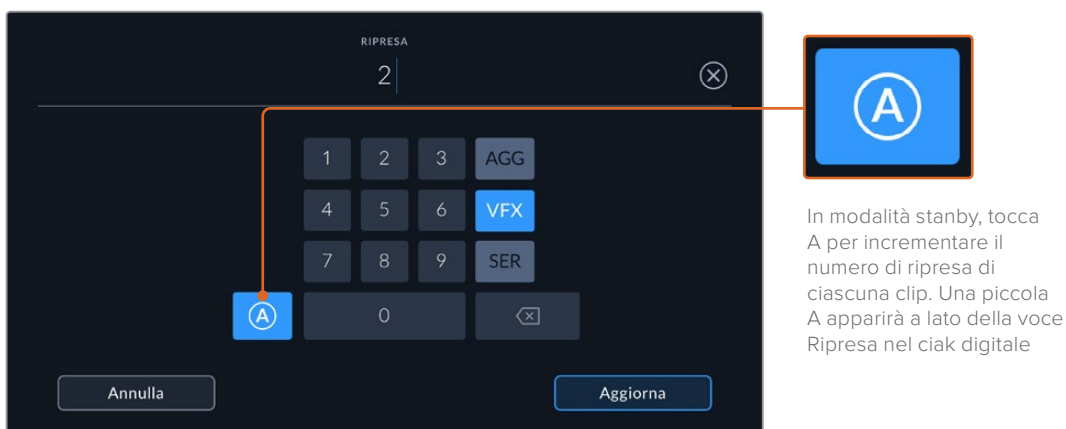 RIPRESA
2
1 2 3 AGG
4 5 6 VFX
7 8 9 SER
A 0
Annulla Aggiorna
A
In modalità stanby, tocca
A per incrementare il
numero di ripresa di
ciascuna clip. Una piccola
A apparirà a lato della voce
Ripresa nel ciak digitale